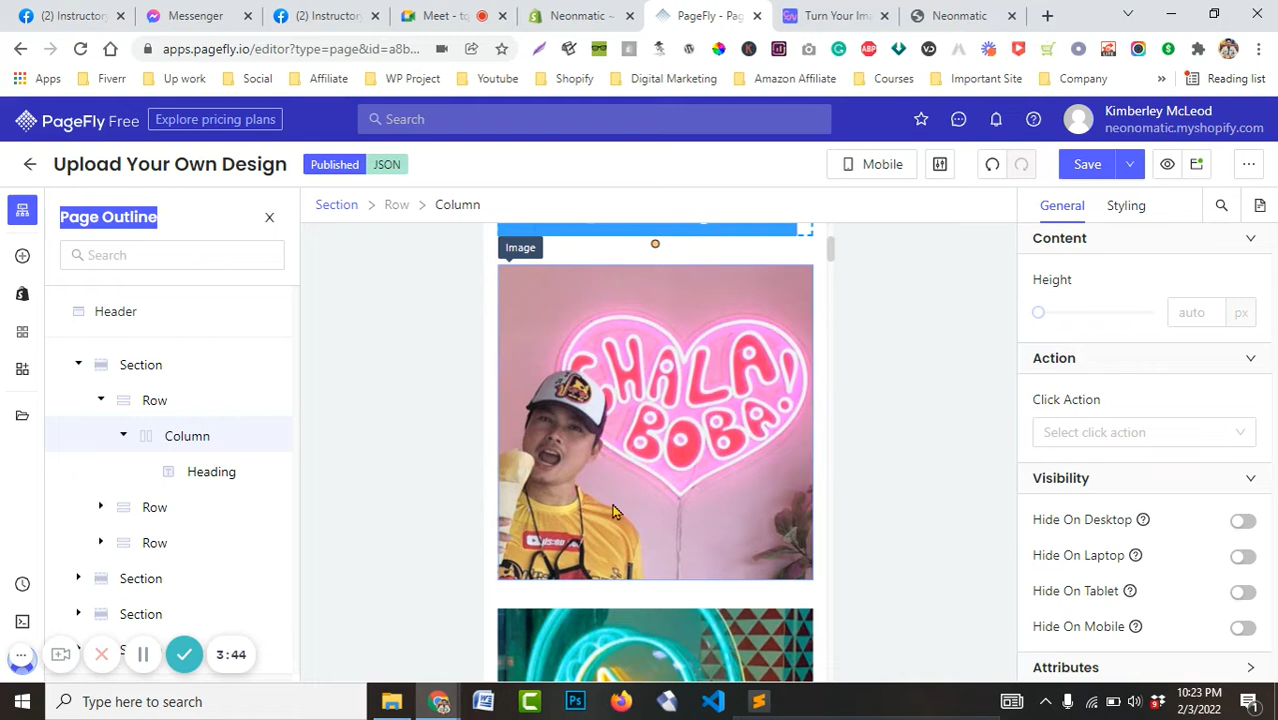 (2) Instructor
Messenger
(2) Instructor
Meet - to
Neonmatic ~
PageFly - Pag
Turn Your Ima
Neonmatic
apps.pagefly.io/editor?type=page&id=a8b...
Apps
Fiverr
Up work
Social
Affiliate
WP Project
Youtube
Shopify
Digital Marketing
Amazon Affiliate
Courses
Important Site
Company
»
Reading list
PageFly Free
Explore pricing plans
Search
Kimberley McLeod
neonomatic.myshopify.com
Upload Your Own Design
Published
JSON
Mobile
Save
Page Outline
Section > Row > Column
General
Styling
Search
Image
Content
Header
Height
auto
px
Section
Action
Row
Click Action
Column
Select click action
Heading
CHALA!
BOBA!
Visibility
Row
Hide On Desktop
Row
Hide On Laptop
Section
Hide On Tablet
Section
Hide On Mobile
3:44
Attributes
Type here to search
10:23 PM
2/3/2022